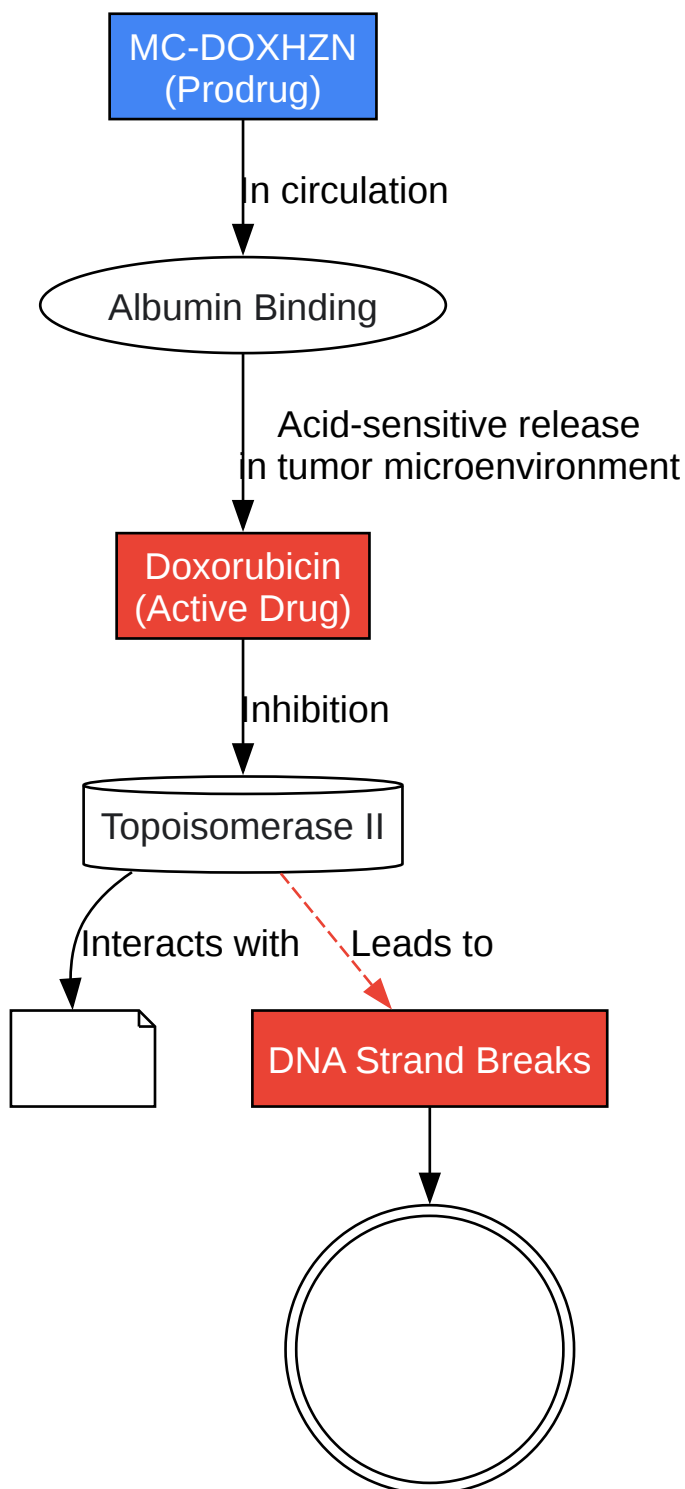 MC-DOXHZN
(Prodrug)
In circulation
Albumin Binding
Acid-sensitive release
in tumor microenvironment
Doxorubicin
(Active Drug)
Inhibition
Topoisomerase II
Interacts with
Leads to
DNA Strand Breaks